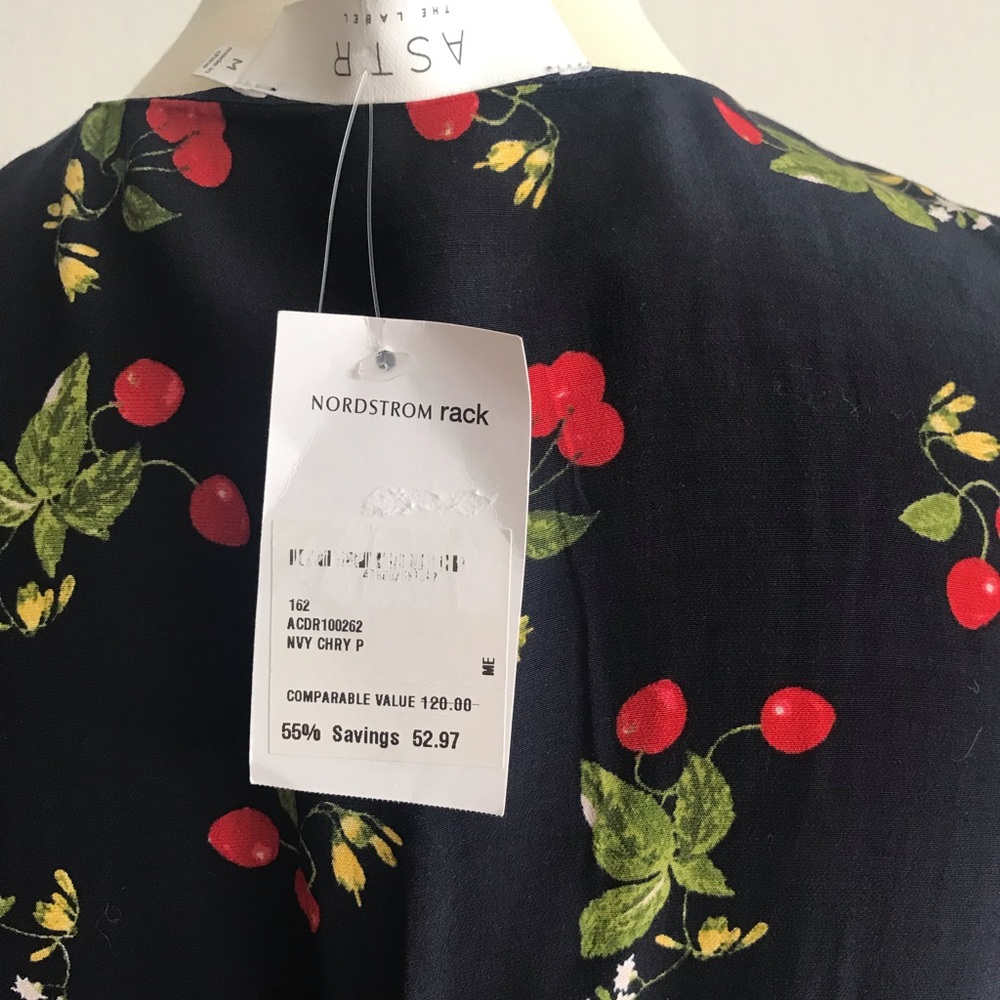 ASTR
THE LABEL
M
NORDSTROM rack
162
ACDR100262
NVY CHRY P
ME
COMPARABLE VALUE 120.00
55% Savings 52.97